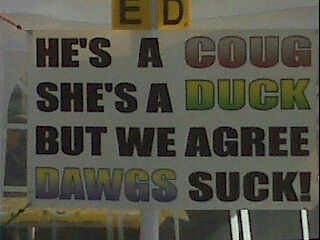 E D
HE'S A COUG
SHE'S A DUCK
BUT WE AGREE
DAWGS SUCK!